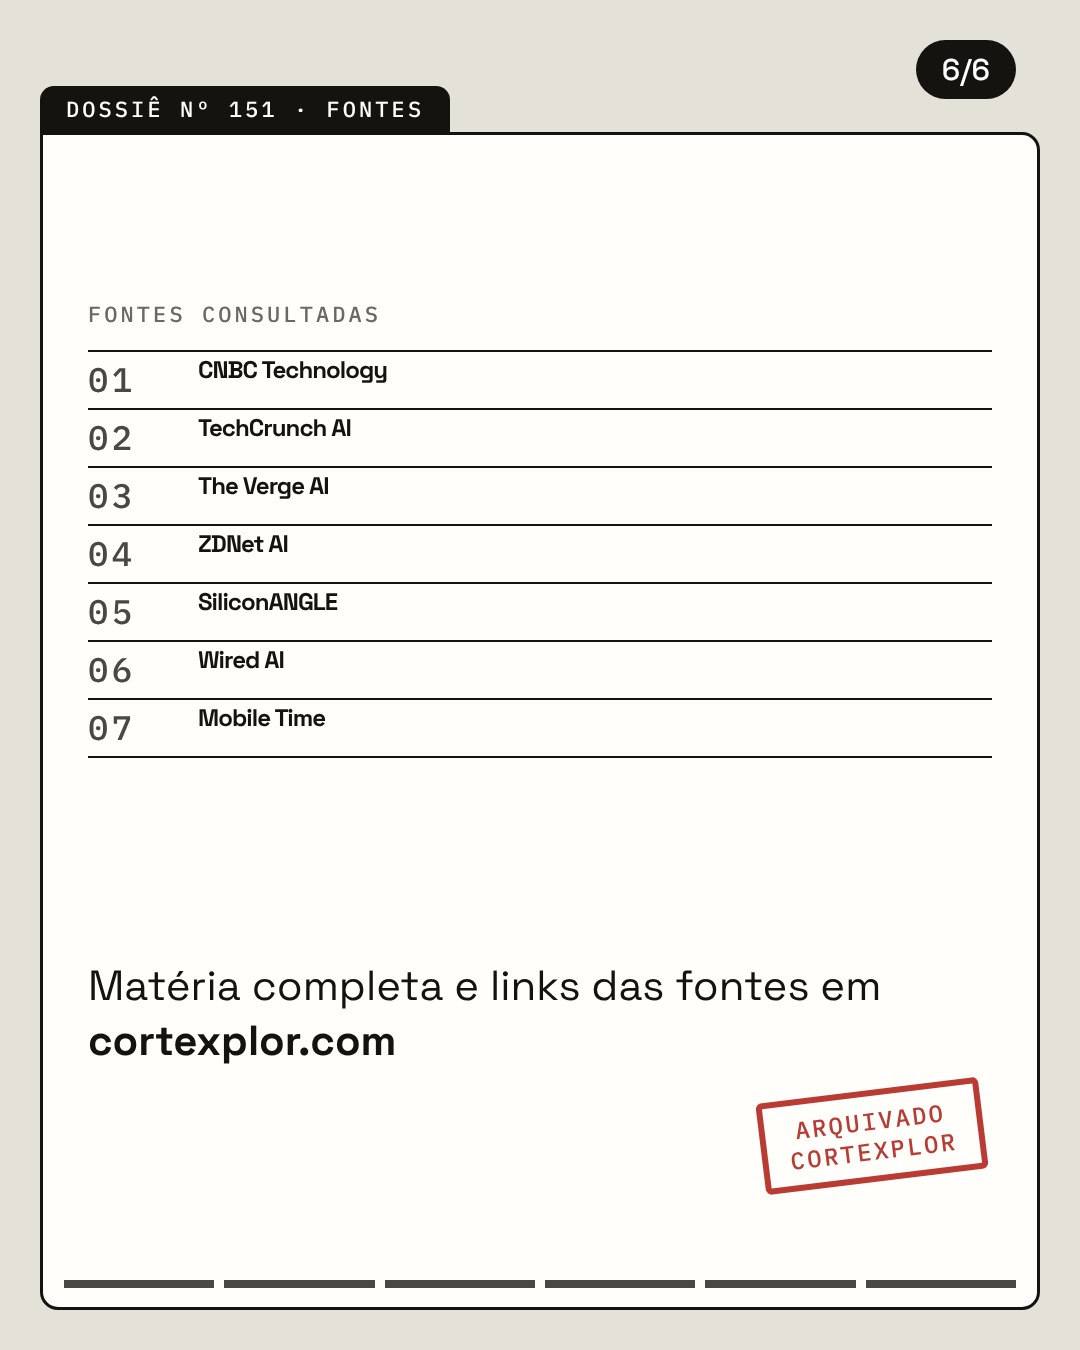 6/6
DOSSIÊ Nº 151 · FONTES
FONTES CONSULTADAS
01 CNBC Technology
02 TechCrunch AI
03 The Verge AI
04 ZDNet AI
05 SiliconANGLE
06 Wired AI
07 Mobile Time
Matéria completa e links das fontes em
cortexplor.com
ARQUIVADO
CORTEXPLOR